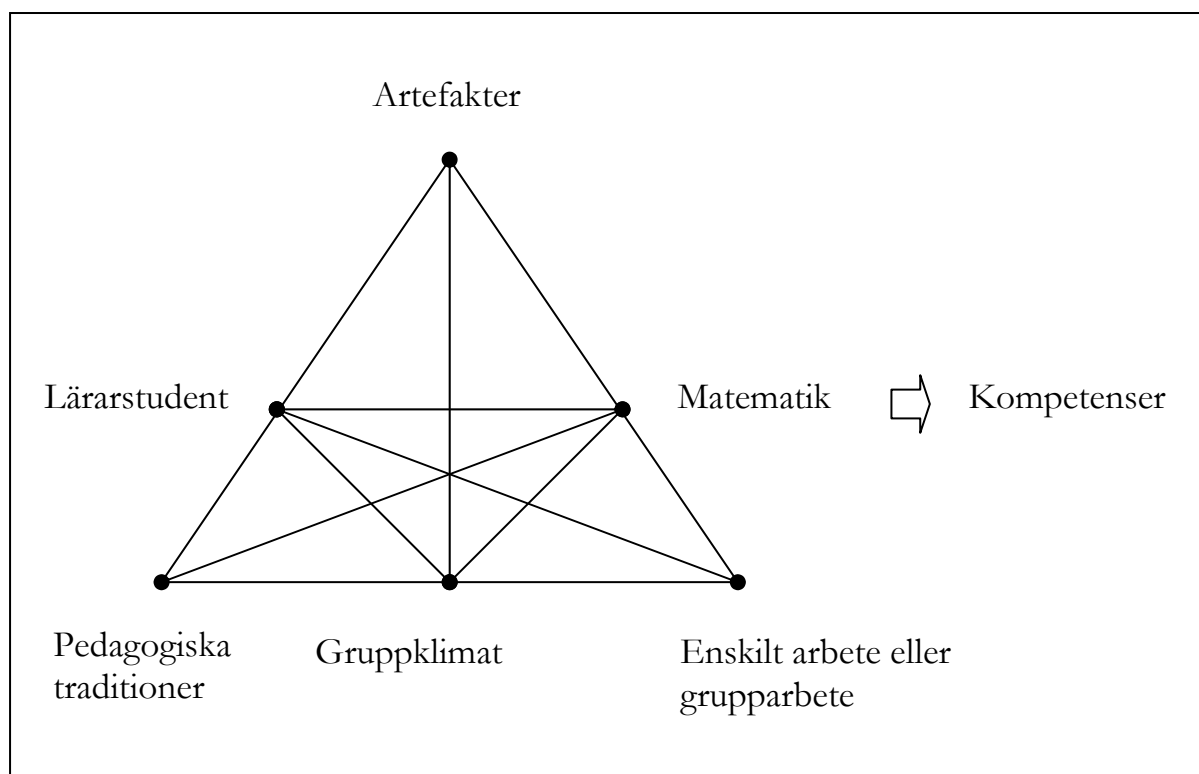 Artefakter
Lärarstudent
Matematik
Kompetenser
Pedagogiska
traditioner
Gruppklimat
Enskilt arbete eller
grupparbete